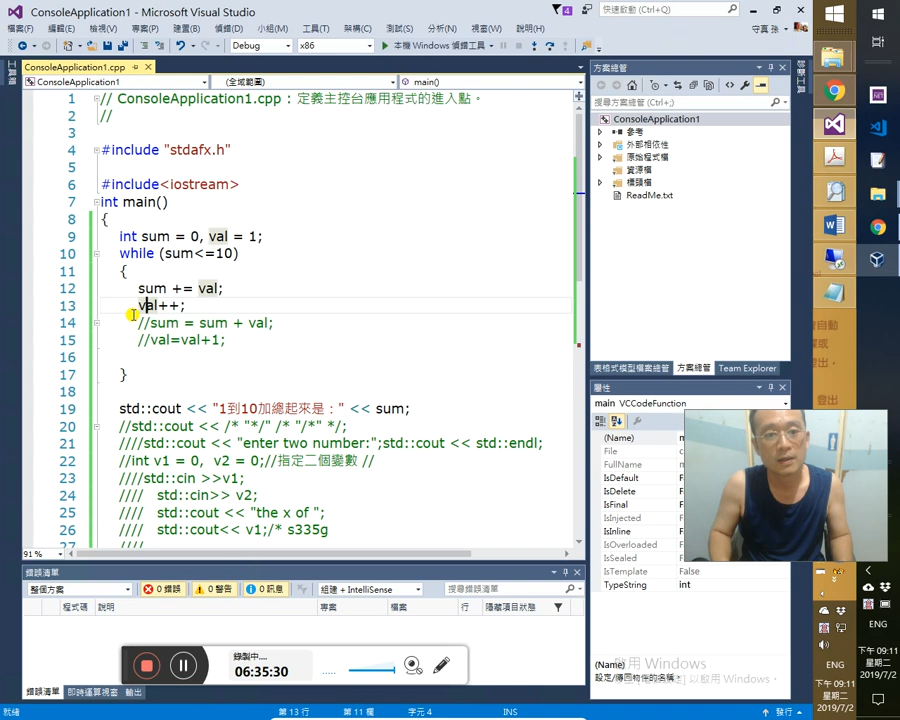 ConsoleApplication1 - Microsoft Visual Studio
4
快速啟動 (Ctrl+Q)
檔案(F) 編輯(E) 檢視(V) 專案(P) 建置(B) 偵錯(D) 小組(M) 工具(T) 架構(C) 測試(S) 分析(N) 視窗(W) 說明(H)
守真 孫
Debug x86 本機 Windows 偵錯工具
ConsoleApplication1.cpp
ConsoleApplication1 (全域範圍) main()
1 // ConsoleApplication1.cpp : 定義主控台應用程式的進入點。
2 //
3
4 #include "stdafx.h"
5
6 #include<iostream>
7 int main()
8 {
9 int sum = 0, val = 1;
10 while (sum<=10)
11 {
12 sum += val;
13 val++;
14 //sum = sum + val;
15 //val=val+1;
16
17 }
18
19 std::cout << "1到10加總起來是：" << sum;
20 //std::cout << /* "*/" /* "/*" */;
21 ////std::cout << "enter two number:";std::cout << std::endl;
22 //int v1 = 0, v2 = 0;//指定二個變數 //
23 ////std::cin >>v1;
24 //// std::cin>> v2;
25 //// std::cout << "the x of ";
26 //// std::cout<< v1;/* s335g
////
91 %
方案總管
搜尋方案總管 (Ctrl+;)
ConsoleApplication1
參考
外部相依性
原始程式檔
資源檔
標頭檔
ReadMe.txt
表格式模型檔案總管 方案總管 Team Explorer
屬性
main VCCodeFunction
(Name)
File
FullName
IsDefault
IsDelete
IsFinal
IsInjected
IsInline
IsOverloaded
IsSealed
IsTemplate False
TypeString int
(Name)
設定/傳回物件的名稱。
啟用 Windows
錯誤清單
整個方案 0 錯誤 0 警告 0 訊息 組建 + IntelliSense 搜尋錯誤清單
程式碼 說明 專案 檔案 行 隱藏項目狀態
錄製中....
06:35:30
錯誤清單 即時運算視窗 輸出
就緒 第 13 行 第 11 欄 字元 4 INS 發行
ENG
下午 09:11
星期二
2019/7/2
ENG
下午 09:11
星期二
2019/7/2